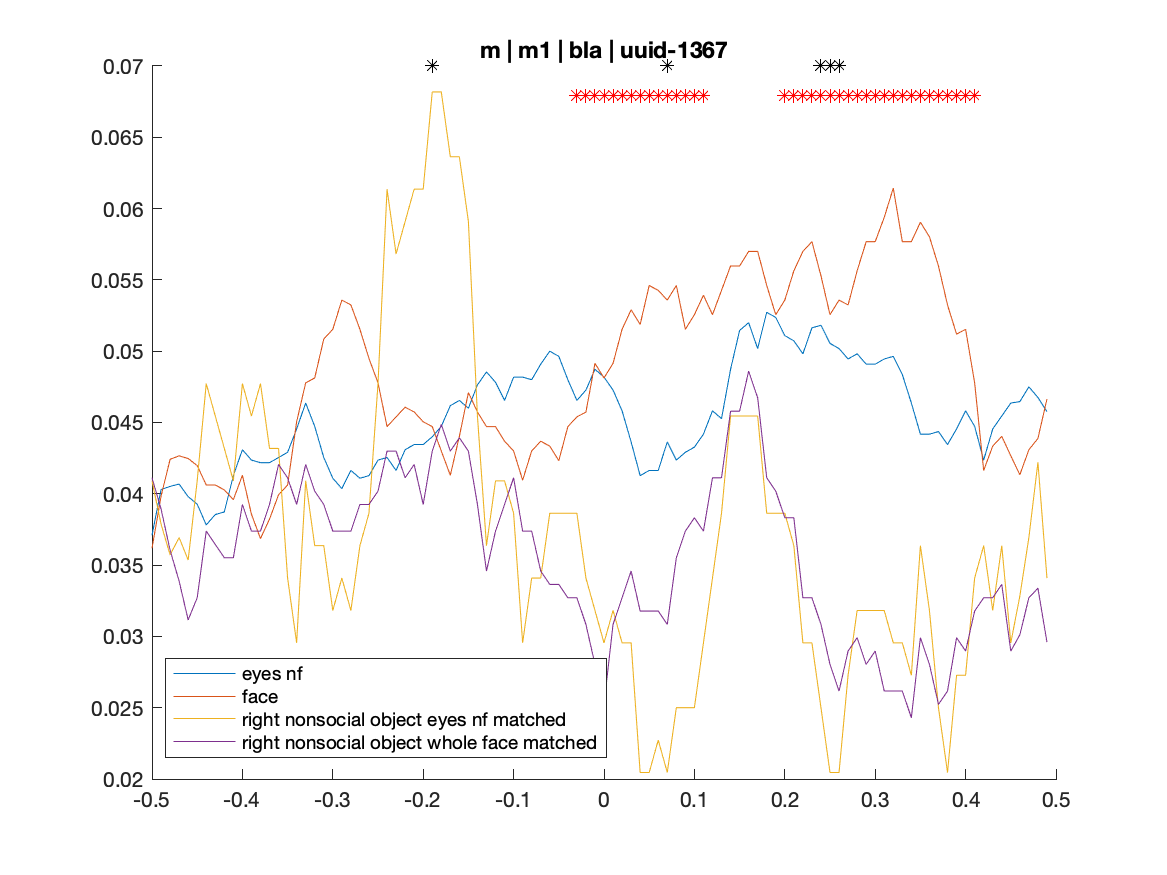 m | m1 | bla | uuid-1367
0.07
0.065
0.06
0.055
0.05
0.045
0.04
0.035
0.03
0.025
0.02
eyes nf
face
right nonsocial object eyes nf matched
right nonsocial object whole face matched
-0.5 -0.4 -0.3 -0.2 -0.1 0 0.1 0.2 0.3 0.4 0.5